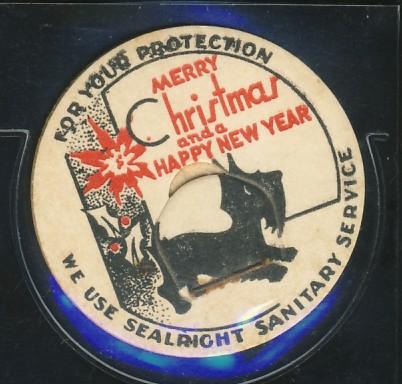 FOR YOUR PROTECTION
MERRY
Christmas
and a
HAPPY NEW YEAR
WE USE SEALRIGHT SANITARY SERVICE